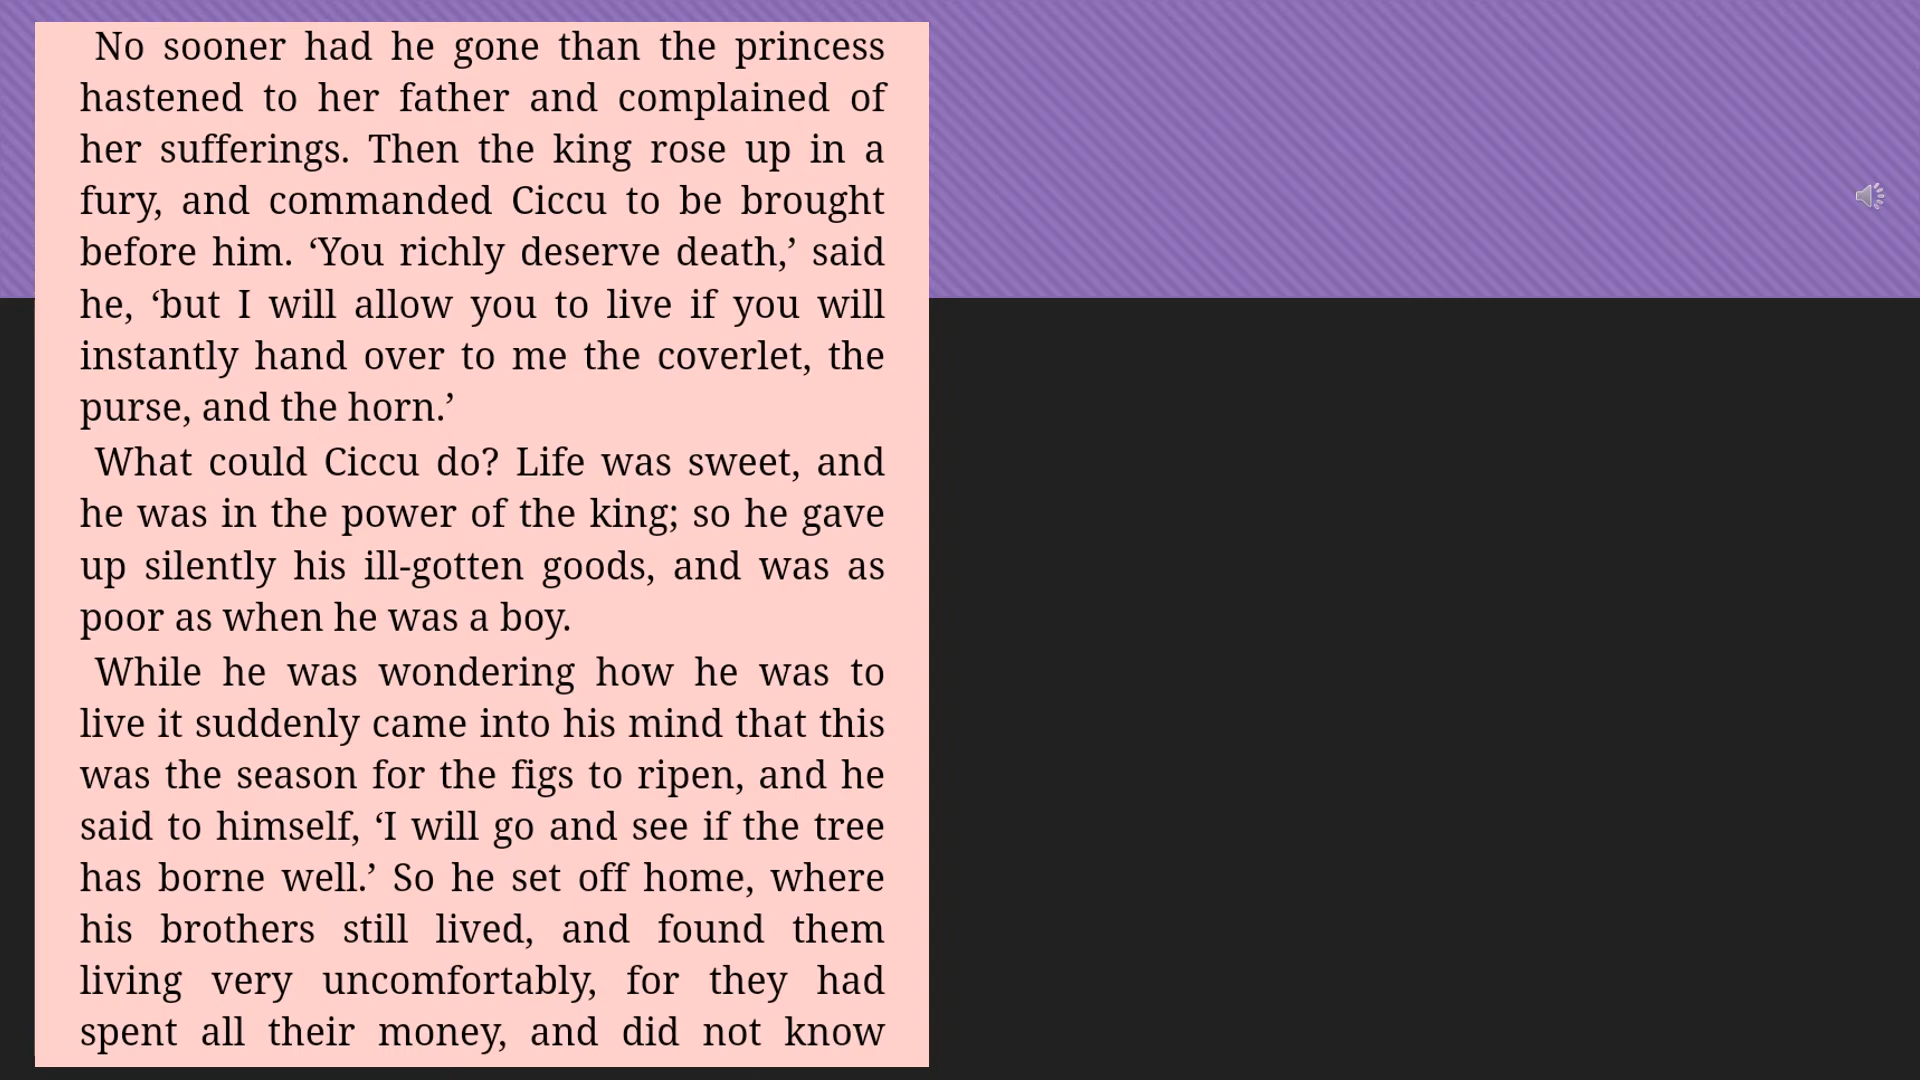 No sooner had he gone than the princess
hastened to her father and complained of
her sufferings. Then the king rose up in a
fury, and commanded Ciccu to be brought
before him. ‘You richly deserve death,’ said
he, ‘but I will allow you to live if you will
instantly hand over to me the coverlet, the
purse, and the horn.’
What could Ciccu do? Life was sweet, and
he was in the power of the king; so he gave
up silently his ill-gotten goods, and was as
poor as when he was a boy.
While he was wondering how he was to
live it suddenly came into his mind that this
was the season for the figs to ripen, and he
said to himself, ‘I will go and see if the tree
has borne well.’ So he set off home, where
his brothers still lived, and found them
living very uncomfortably, for they had
spent all their money, and did not know